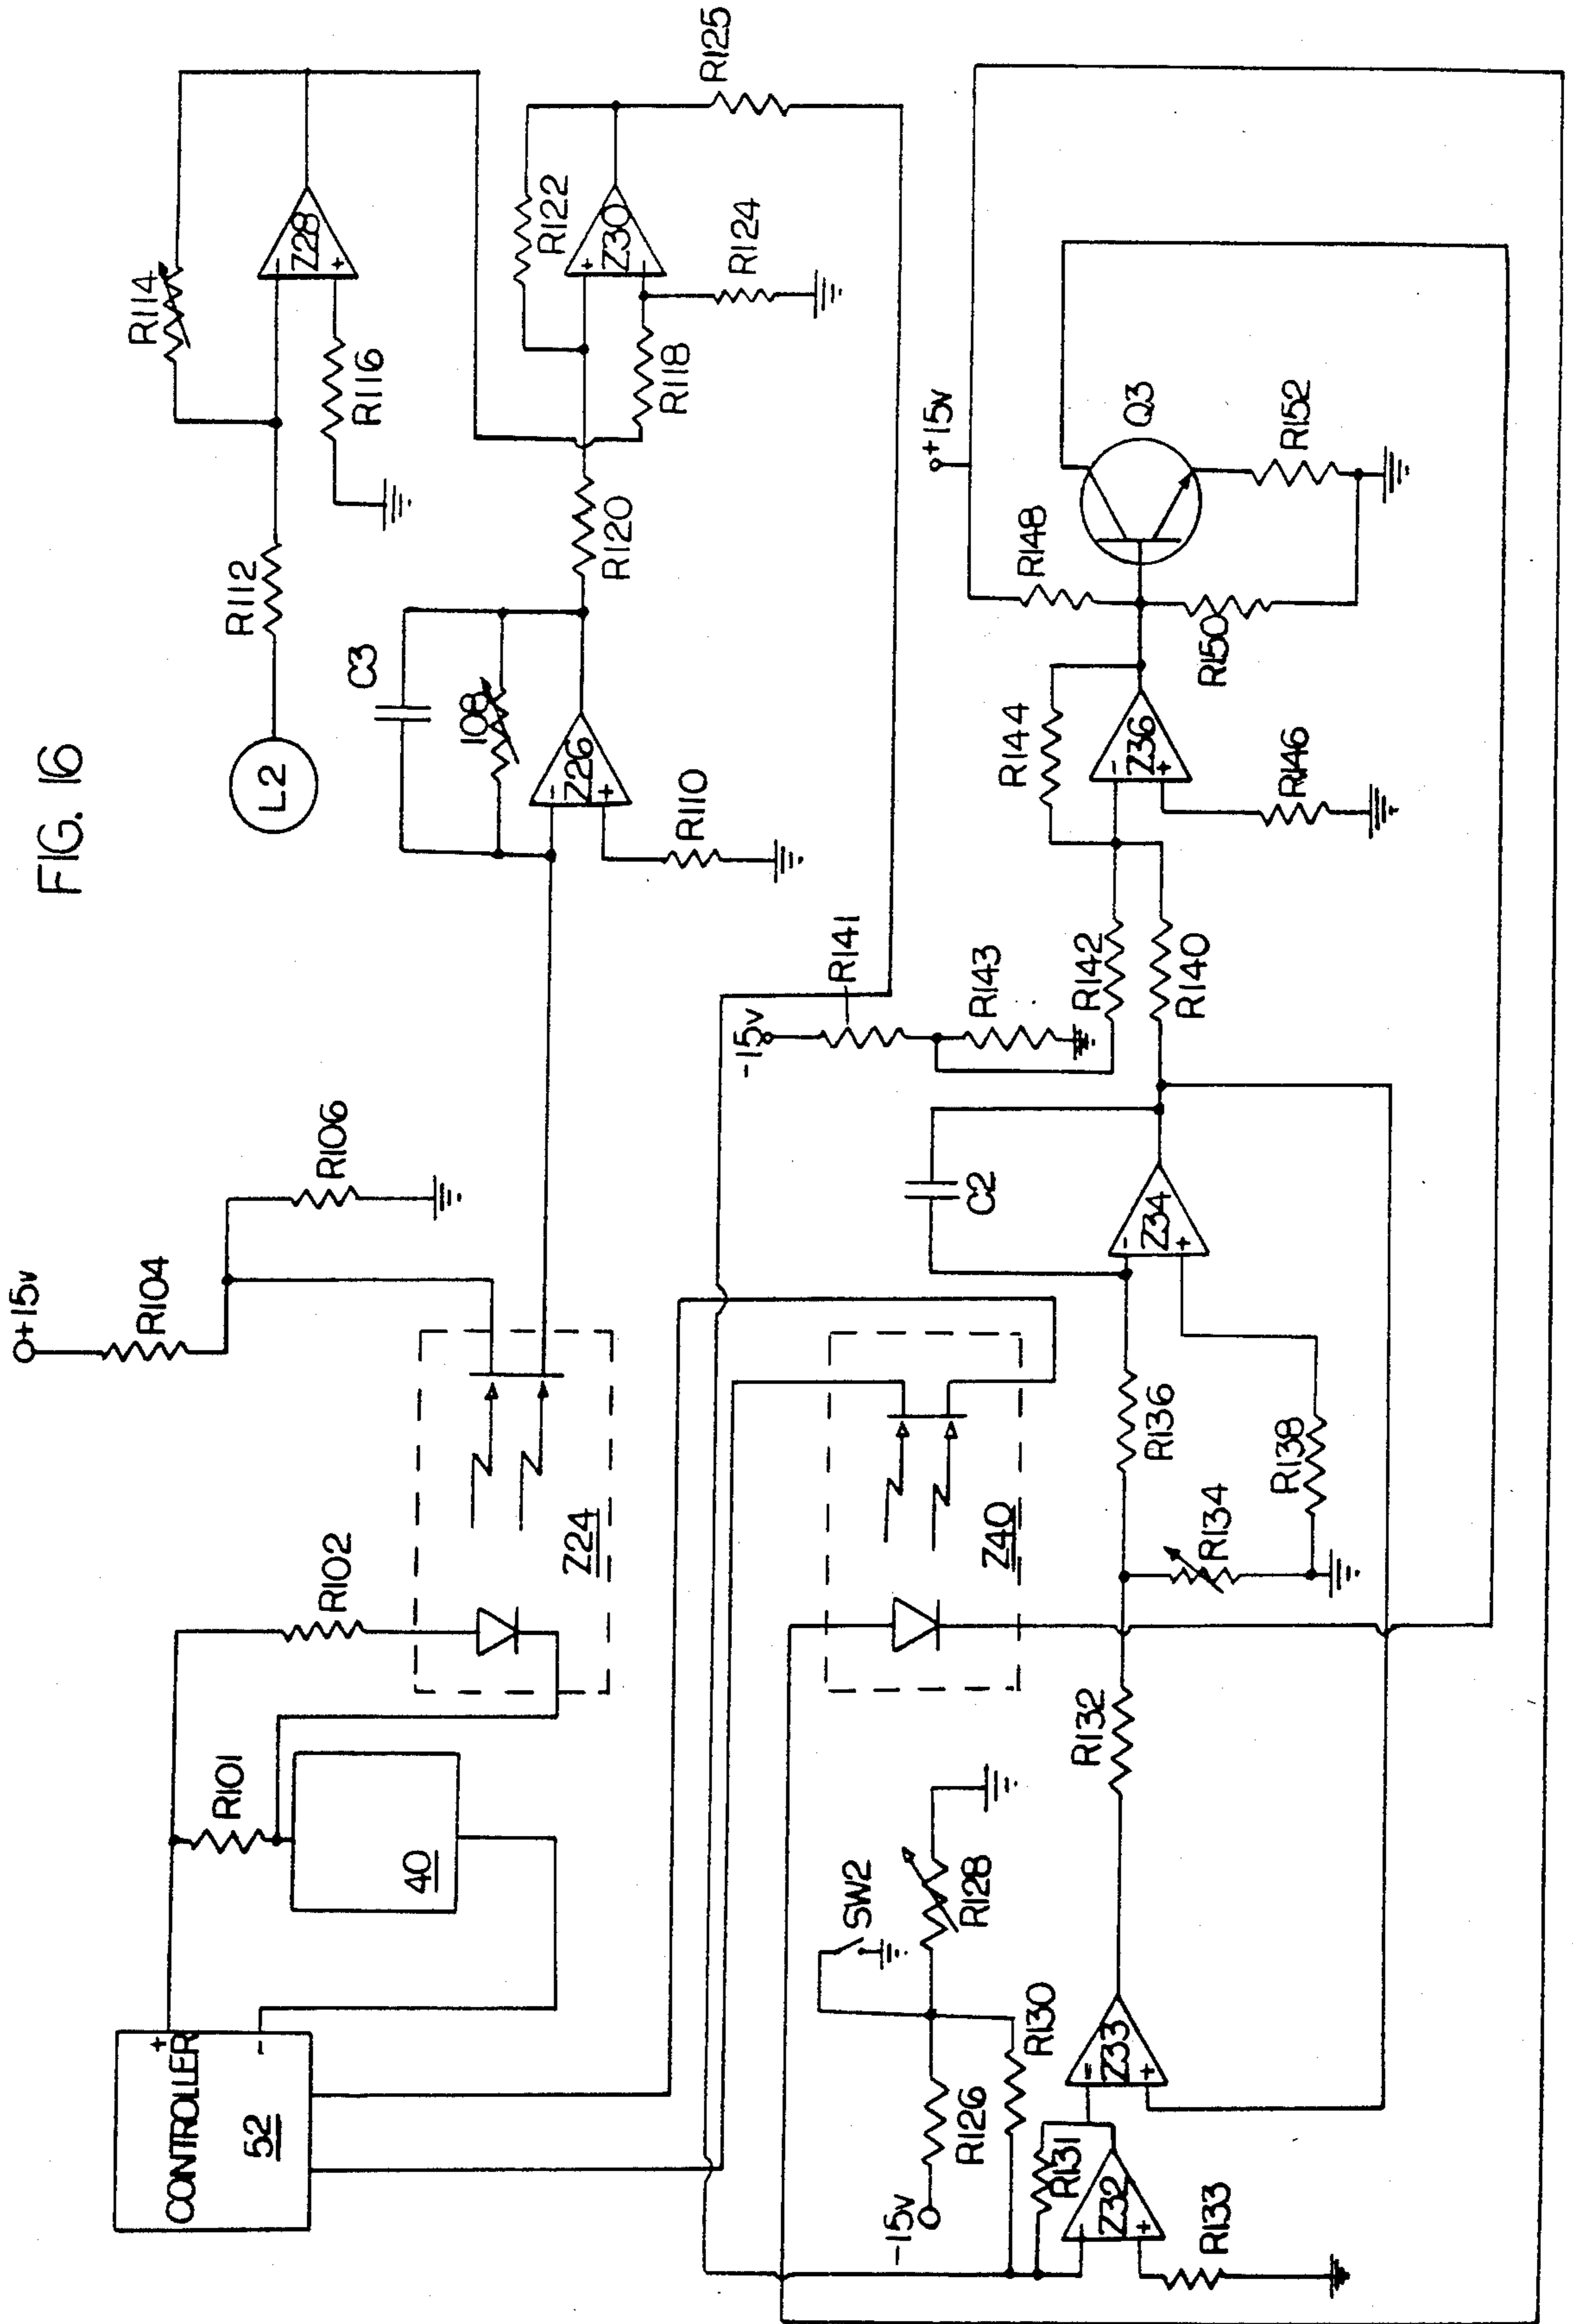 FIG. 16
+15v
R104
R106
R102
Z24
R101
40
CONTROLLER
52
+
-
L2
R112
R114
R116
Z28
-
+
C3
108
Z26
-
+
R110
R120
R122
Z30
+
-
R118
R124
R125
Z40
-15v
R126
SW2
R128
R130
R131
Z32
-
+
R133
Z33
-
+
R132
R134
R136
R138
C2
Z34
-
+
-15v
R141
R143
R142
R140
R144
Z36
-
+
R146
+15v
R148
R150
Q3
R152